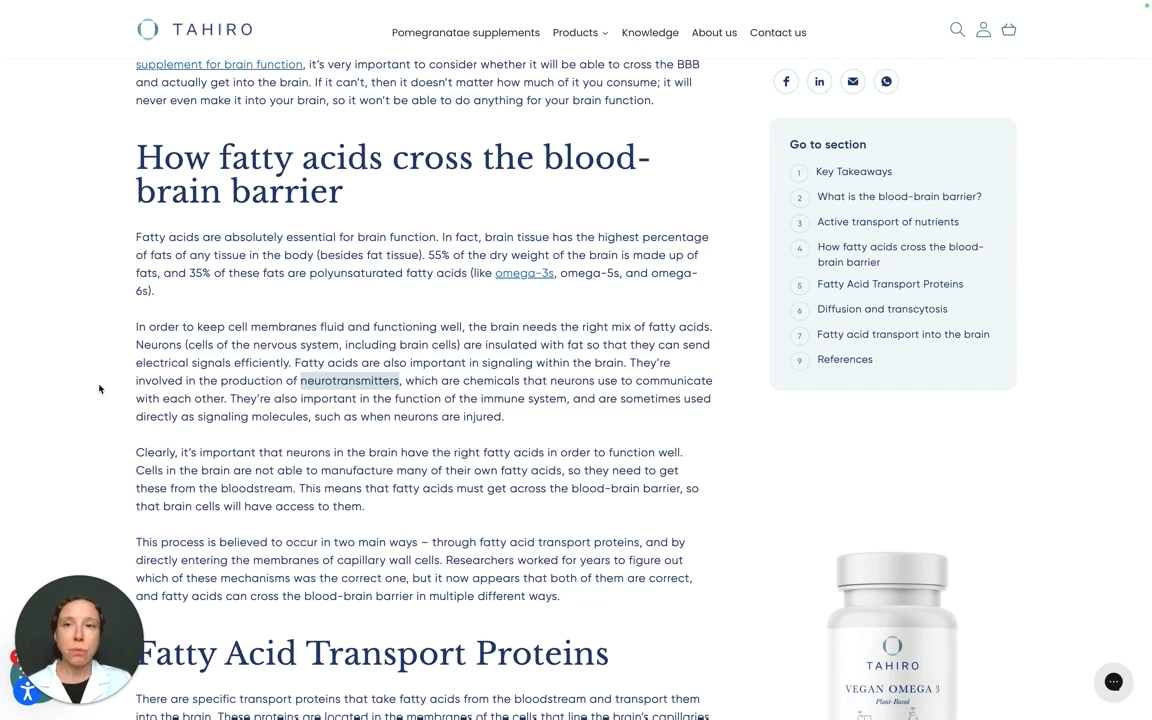 TAHIRO
Pomegranatae supplements
Products
Knowledge
About us
Contact us
supplement for brain function, it's very important to consider whether it will be able to cross the BBB
and actually get into the brain. If it can't, then it doesn't matter how much of it you consume; it will
never even make it into your brain, so it won't be able to do anything for your brain function.
How fatty acids cross the blood-
brain barrier
Fatty acids are absolutely essential for brain function. In fact, brain tissue has the highest percentage
of fats of any tissue in the body (besides fat tissue). 55% of the dry weight of the brain is made up of
fats, and 35% of these fats are polyunsaturated fatty acids (like omega-3s, omega-5s, and omega-
6s).
In order to keep cell membranes fluid and functioning well, the brain needs the right mix of fatty acids.
Neurons (cells of the nervous system, including brain cells) are insulated with fat so that they can send
electrical signals efficiently. Fatty acids are also important in signaling within the brain. They're
involved in the production of neurotransmitters, which are chemicals that neurons use to communicate
with each other. They're also important in the function of the immune system, and are sometimes used
directly as signaling molecules, such as when neurons are injured.
Clearly, it's important that neurons in the brain have the right fatty acids in order to function well.
Cells in the brain are not able to manufacture many of their own fatty acids, so they need to get
these from the bloodstream. This means that fatty acids must get across the blood-brain barrier, so
that brain cells will have access to them.
This process is believed to occur in two main ways – through fatty acid transport proteins, and by
directly entering the membranes of capillary wall cells. Researchers worked for years to figure out
which of these mechanisms was the correct one, but it now appears that both of them are correct,
and fatty acids can cross the blood-brain barrier in multiple different ways.
Fatty Acid Transport Proteins
There are specific transport proteins that take fatty acids from the bloodstream and transport them
into the brain. These proteins are located in the membranes of the cells that line the brain's capillaries
Go to section
1 Key Takeaways
2 What is the blood-brain barrier?
3 Active transport of nutrients
4 How fatty acids cross the blood-
brain barrier
5 Fatty Acid Transport Proteins
6 Diffusion and transcytosis
7 Fatty acid transport into the brain
9 References
TAHIRO
VEGAN OMEGA 3
Plant-Based